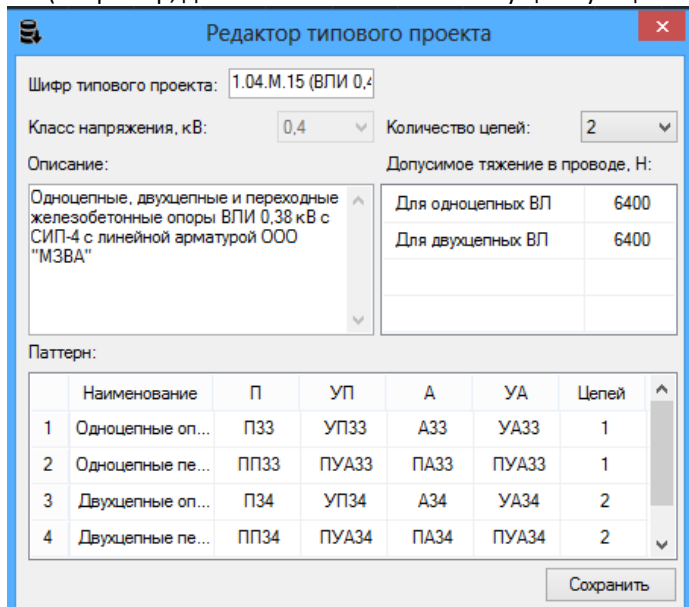 Редактор типового проекта
Шифр типового проекта: 1.04.М.15 (ВЛИ 0,4
Класс напряжения, кВ: 0,4 Количество цепей: 2
Описание: Допусимое тяжение в проводе, Н:
Одноцепные, двухцепные и переходные
железобетонные опоры ВЛИ 0,38 кВ с
СИП-4 с линейной арматурой ООО
"МЗВА"
Для одноцепных ВЛ 6400
Для двухцепных ВЛ 6400
Паттерн:
Наименование П УП А УА Цепей
1 Одноцепные оп... П33 УП33 А33 УА33 1
2 Одноцепные пе... ПП33 ПУА33 ПА33 ПУА33 1
3 Двухцепные оп... П34 УП34 А34 УА34 2
4 Двухцепные пе... ПП34 ПУА34 ПА34 ПУА34 2
Сохранить